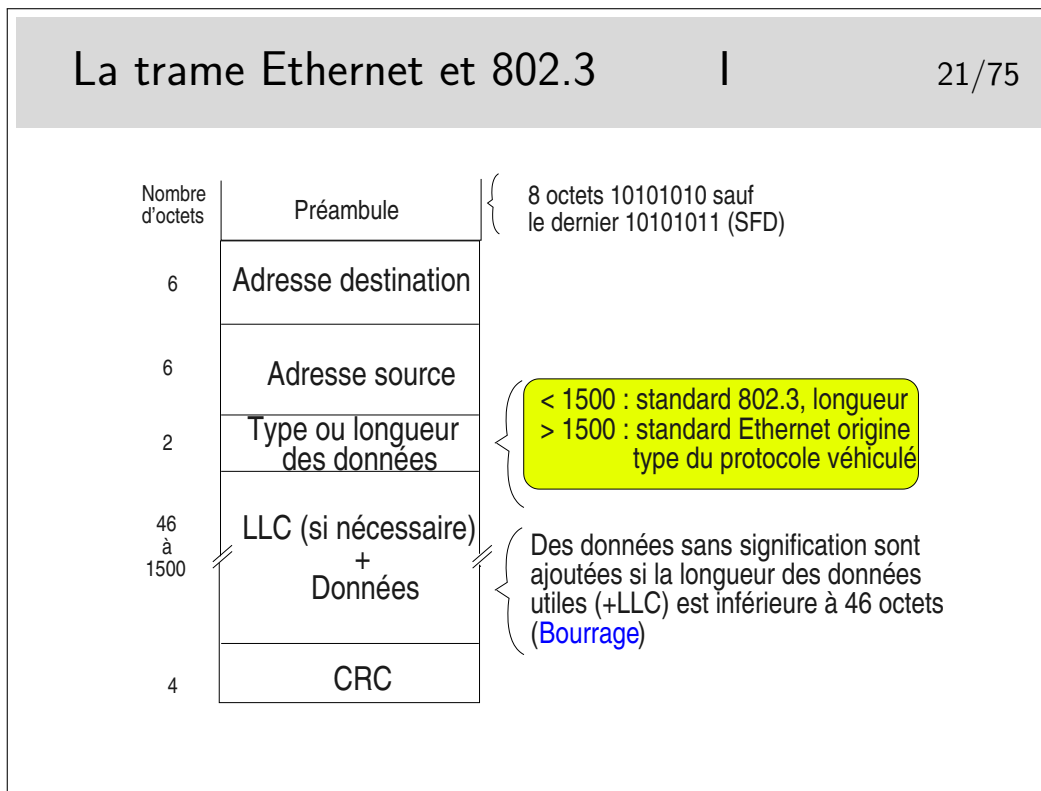 La trame Ethernet et 802.3 I 21/75
Nombre
d'octets
Préambule
8 octets 10101010 sauf
le dernier 10101011 (SFD)
6
Adresse destination
6
Adresse source
2
Type ou longueur
des données
< 1500 : standard 802.3, longueur
> 1500 : standard Ethernet origine
type du protocole véhiculé
46
à
1500
LLC (si nécessaire)
+
Données
Des données sans signification sont
ajoutées si la longueur des données
utiles (+LLC) est inférieure à 46 octets
(Bourrage)
4
CRC